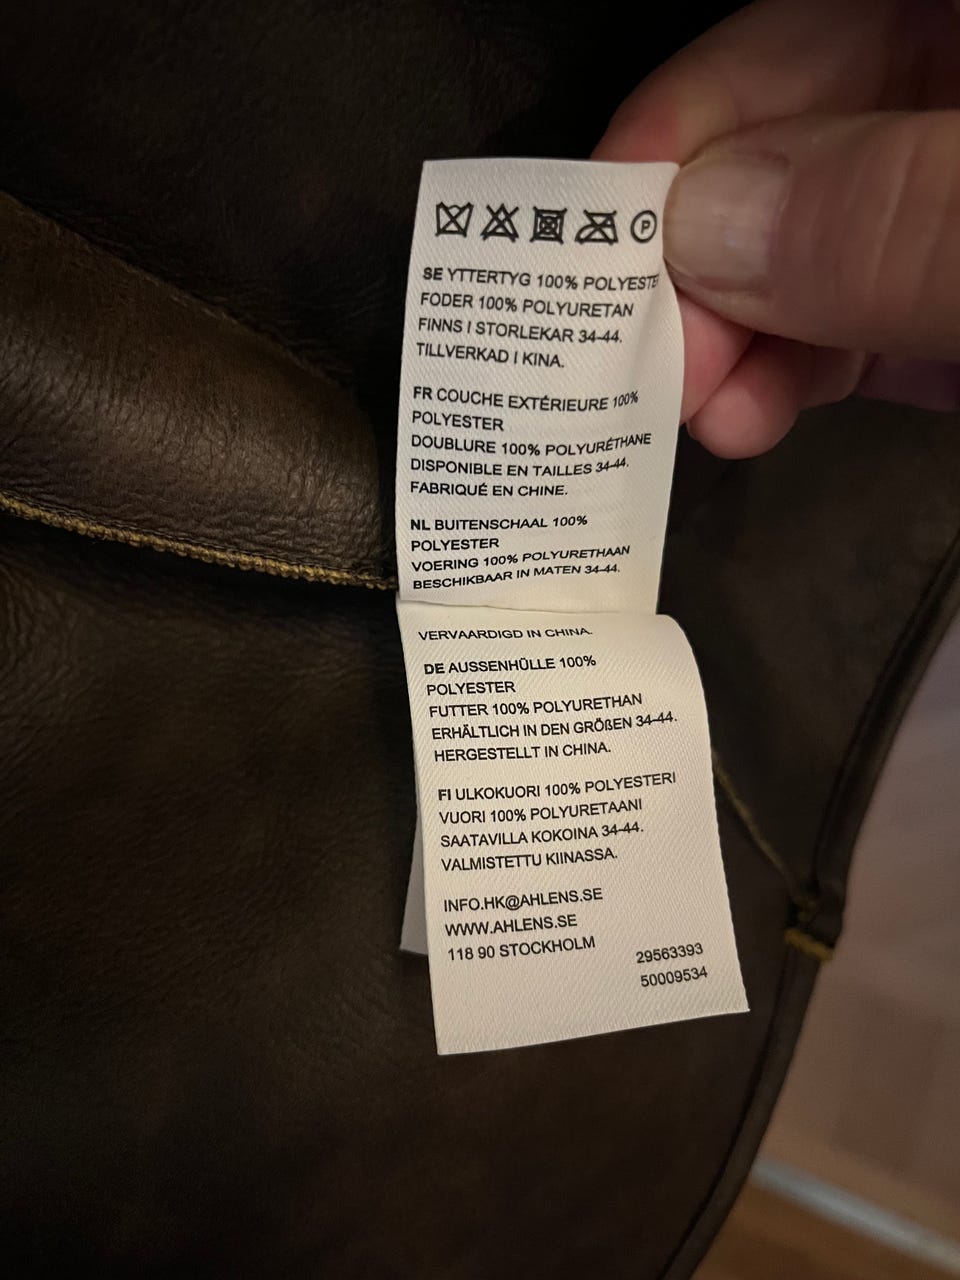 P
SE YTTERTYG 100% POLYESTE
FODER 100% POLYURETAN
FINNS I STORLEKAR 34-44.
TILLVERKAD I KINA.
FR COUCHE EXTÉRIEURE 100%
POLYESTER
DOUBLURE 100% POLYURÉTHANE
DISPONIBLE EN TAILLES 34-44.
FABRIQUÉ EN CHINE.
NL BUITENSCHAAL 100%
POLYESTER
VOERING 100% POLYURETHAAN
BESCHIKBAAR IN MATEN 34-44.
VERVAARDIGD IN CHINA.
DE AUSSENHÜLLE 100%
POLYESTER
FUTTER 100% POLYURETHAN
ERHÄLTLICH IN DEN GRÖßEN 34-44.
HERGESTELLT IN CHINA.
FI ULKOKUORI 100% POLYESTERI
VUORI 100% POLYURETAANI
SAATAVILLA KOKOINA 34-44.
VALMISTETTU KIINASSA.
INFO.HK@AHLENS.SE
WWW.AHLENS.SE
118 90 STOCKHOLM
29563393
50009534